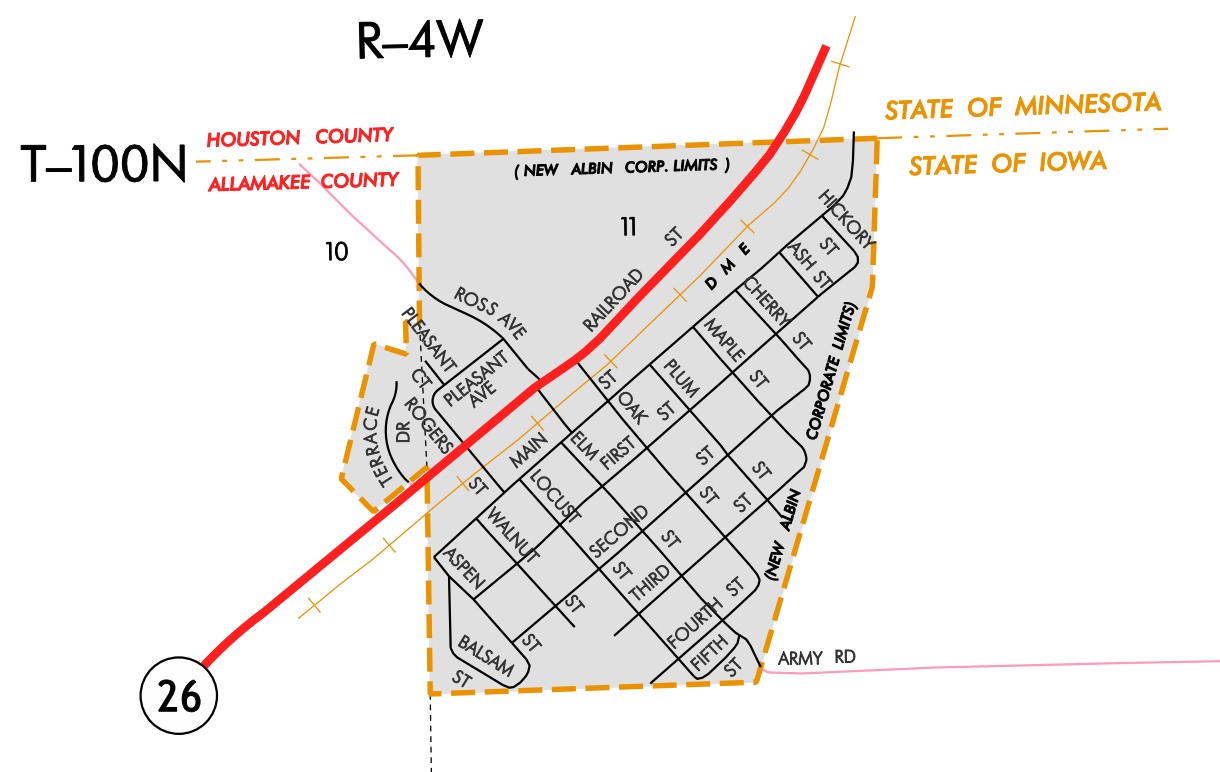 R–4W
STATE OF MINNESOTA
HOUSTON COUNTY
T–100N
ALLAMAKEE COUNTY
STATE OF IOWA
( NEW ALBIN CORP. LIMITS )
10
11
RAILROAD ST
D M E
HICKORY ST
ASH ST
CHERRY ST
MAPLE ST
PLUM ST
OAK ST
ELM ST
LOCUST ST
WALNUT ST
ASPEN ST
BALSAM ST
ROSS AVE
PLEASANT CT.
PLEASANT AVE
ROGERS ST
TERRACE DR
MAIN ST
FIRST ST
SECOND ST
THIRD ST
FOURTH ST
FIFTH ST
(NEW ALBIN CORPORATE LIMITS)
ARMY RD
26